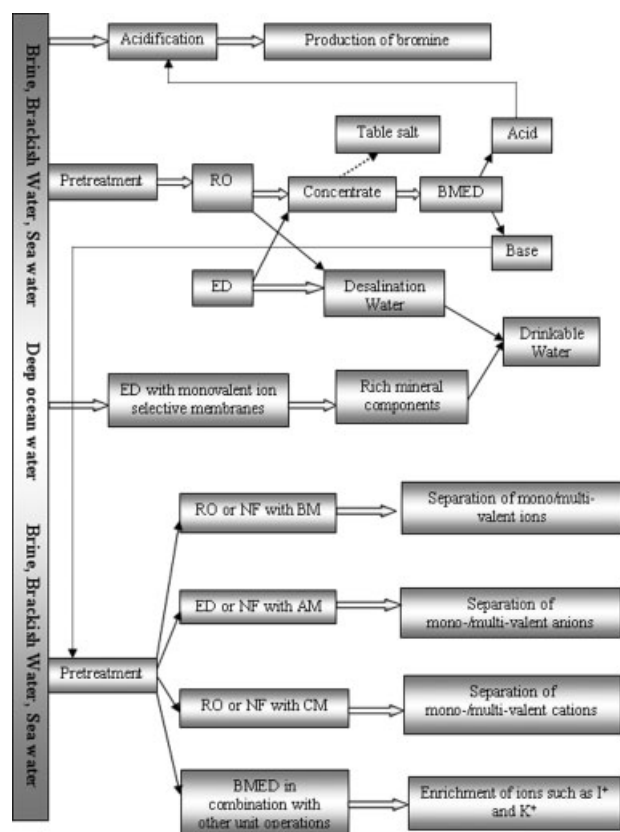 Brine, Brackish Water, Sea water
Deep ocean water
Brine, Brackish Water, Sea water
Acidification
Production of bromine
Table salt
Acid
Pretreatment
RO
Concentrate
BMED
Base
ED
Desalination
Water
Drinkable
Water
ED with monovalent ion
selective membranes
Rich mineral
components
RO or NF with BM
Separation of mono/multi-
valent ions
ED or NF with AM
Separation of
mono-/multi-valent anions
Pretreatment
RO or NF with CM
Separation of
mono-/multi-valent cations
BMED in
combination with
other unit operations
Enrichment of ions such as I⁺
and K⁺